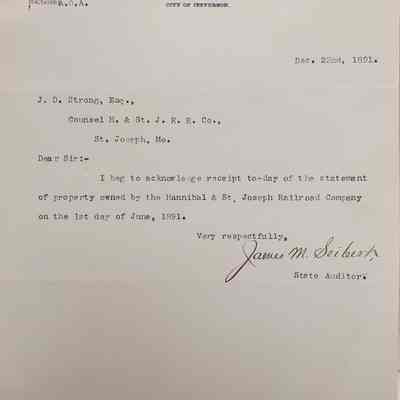 A.O.A.
CITY OF JEFFERSON.
Dec. 22nd, 1891.
J. D. Strong, Esq.,
Counsel H. & St. J. R. R. Co.,
St. Joseph, Mo.
Dear Sir:-
I beg to acknowledge receipt to-day of the statement
of property owned by the Hannibal & St. Joseph Railroad Company
on the 1st day of June, 1891.
Very respectfully,
James M. Seibert,
State Auditor.